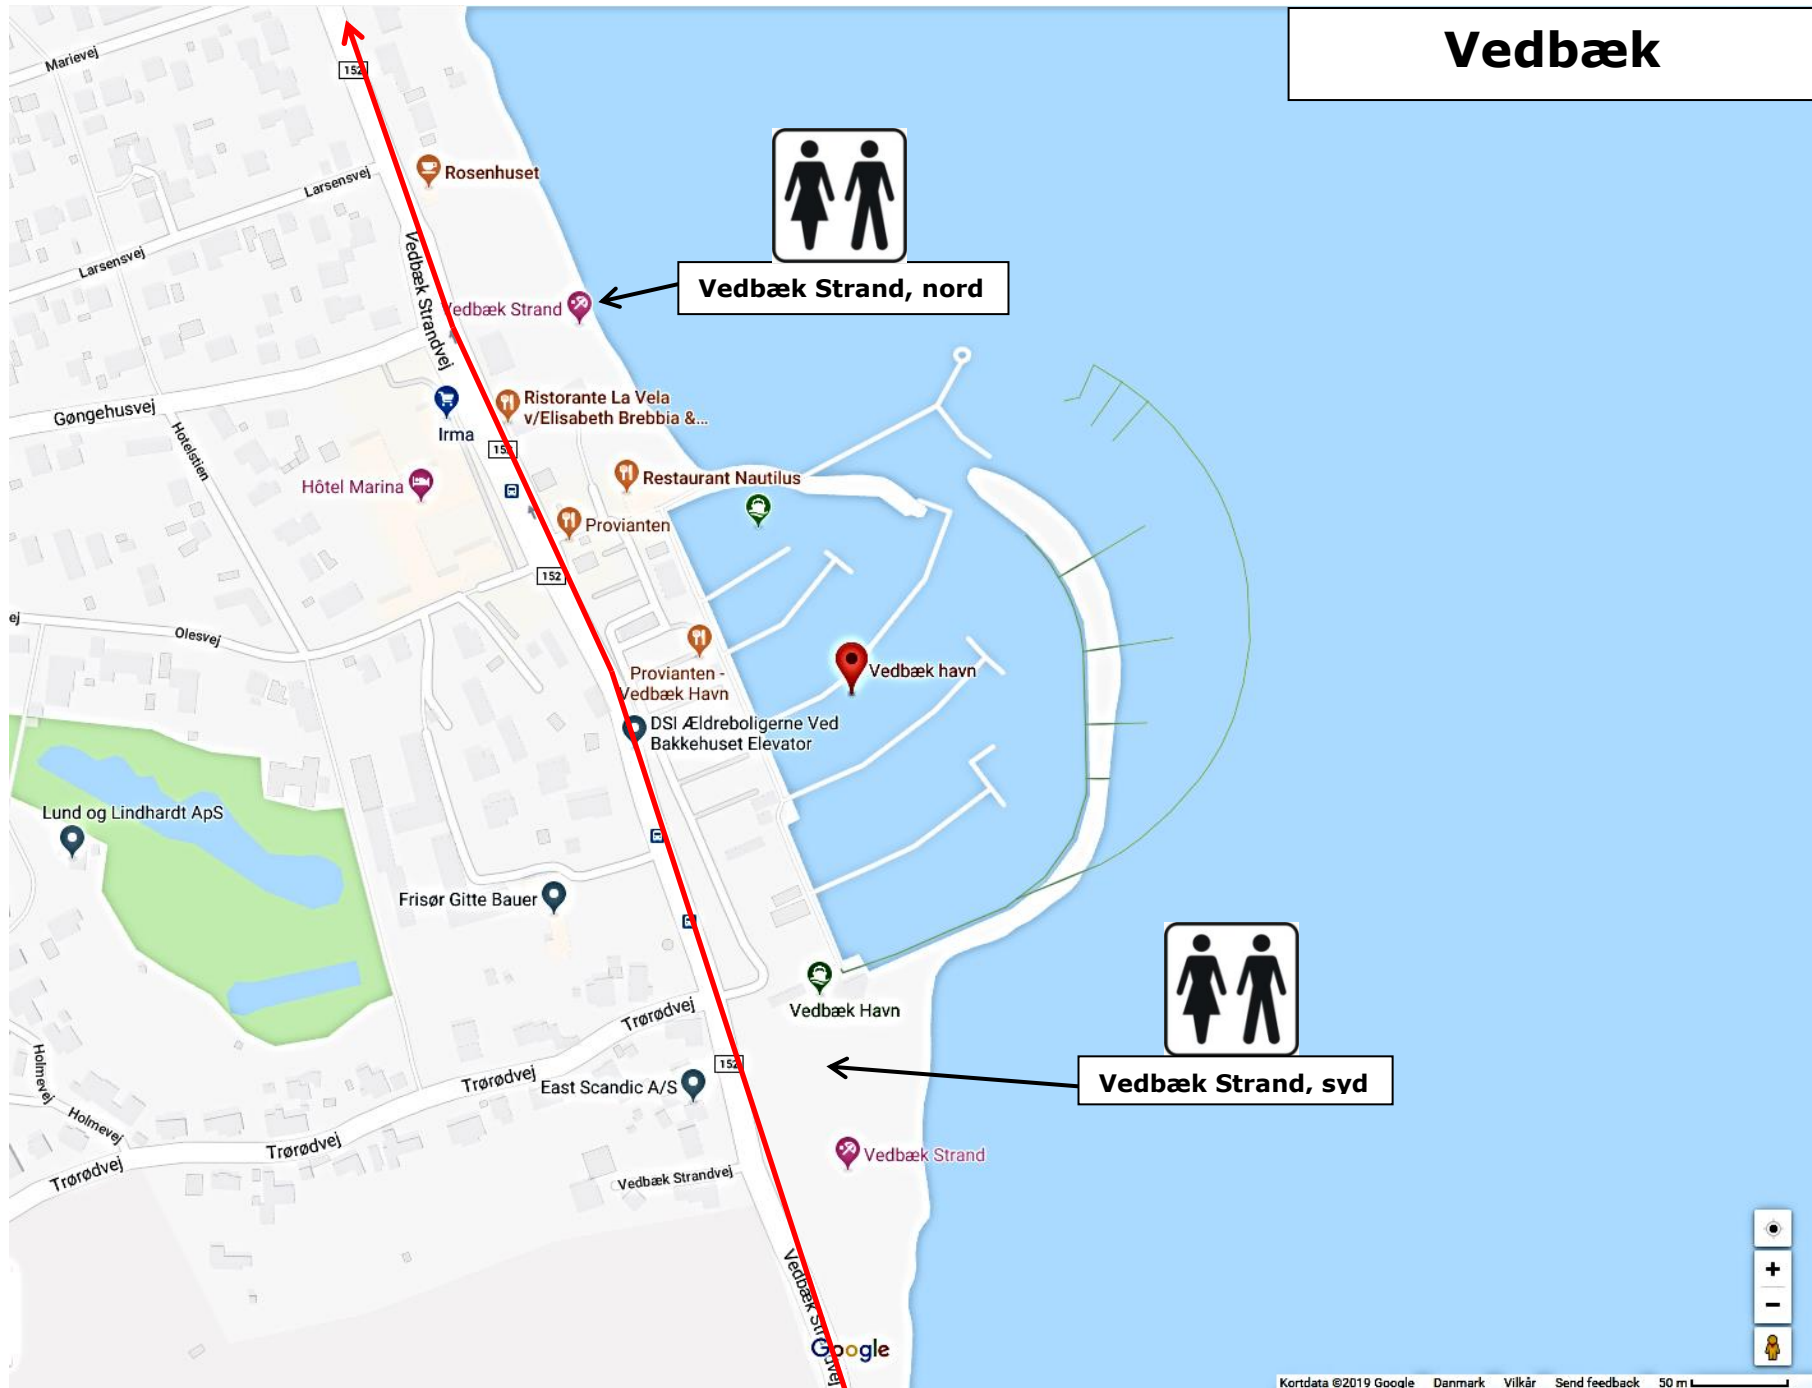 Vedbæk
Marievej
152
Rosenhuset
Larsensvej
Larsensvej
Vedbæk Strandvej
Vedbæk Strand, nord
Vedbæk Strand
Gøngehusvej
Hotelstien
Irma
Ristorante La Vela
v/Elisabeth Brebbia &...
152
Hôtel Marina
Restaurant Nautilus
Provianten
152
Olesvej
ej
Provianten -
Vedbæk Havn
Vedbæk havn
DSI Ældreboligerne Ved
Bakkehuset Elevator
Lund og Lindhardt ApS
Frisør Gitte Bauer
Vedbæk Havn
Trørødvej
152
East Scandic A/S
Trørødvej
Vedbæk Strand, syd
Holmevej
Holmevej
Trørødvej
Trørødvej
Vedbæk Strand
Vedbæk Strandvej
Vedbæk Strandvej
Google
Kortdata ©2019 Google Danmark Vilkår Send feedback 50 m